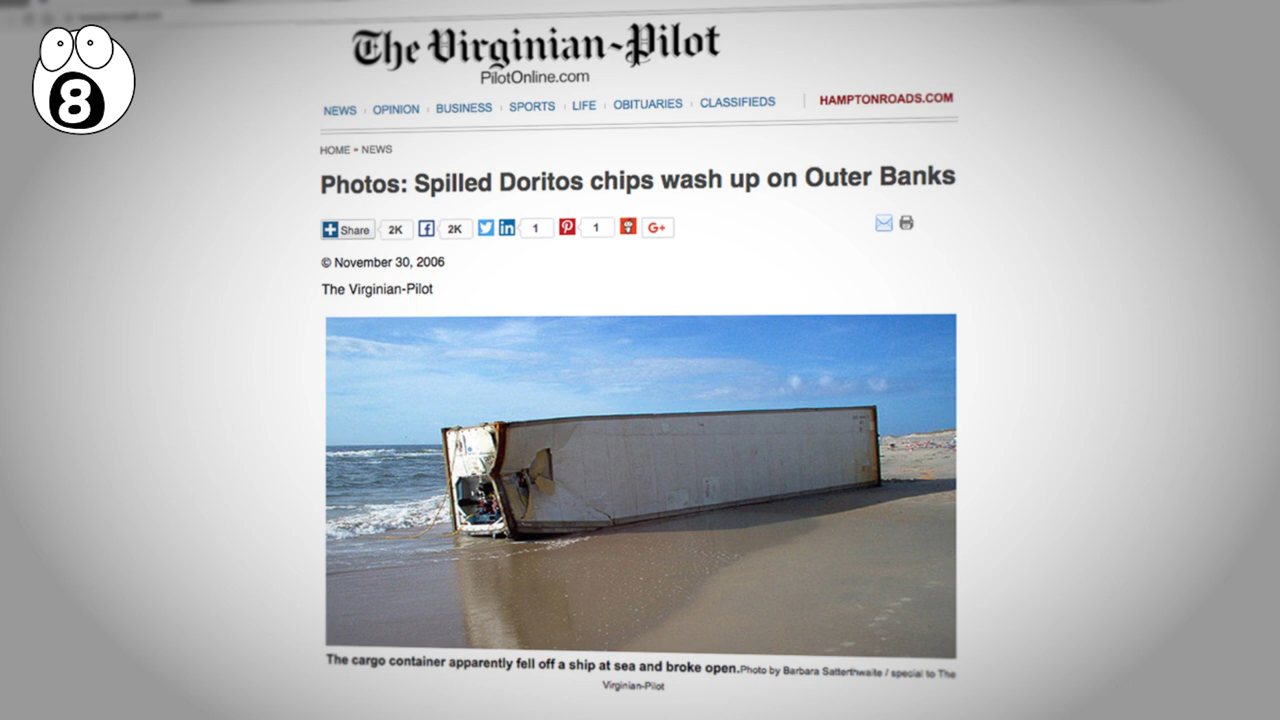 8
The Virginian-Pilot
PilotOnline.com
NEWS OPINION BUSINESS SPORTS LIFE OBITUARIES CLASSIFIEDS HAMPTONROADS.COM
HOME » NEWS
Photos: Spilled Doritos chips wash up on Outer Banks
Share 2K 2K 1 1 G+
© November 30, 2006
The Virginian-Pilot
The cargo container apparently fell off a ship at sea and broke open.Photo by Barbara Satterthwaite / special to The
Virginian-Pilot